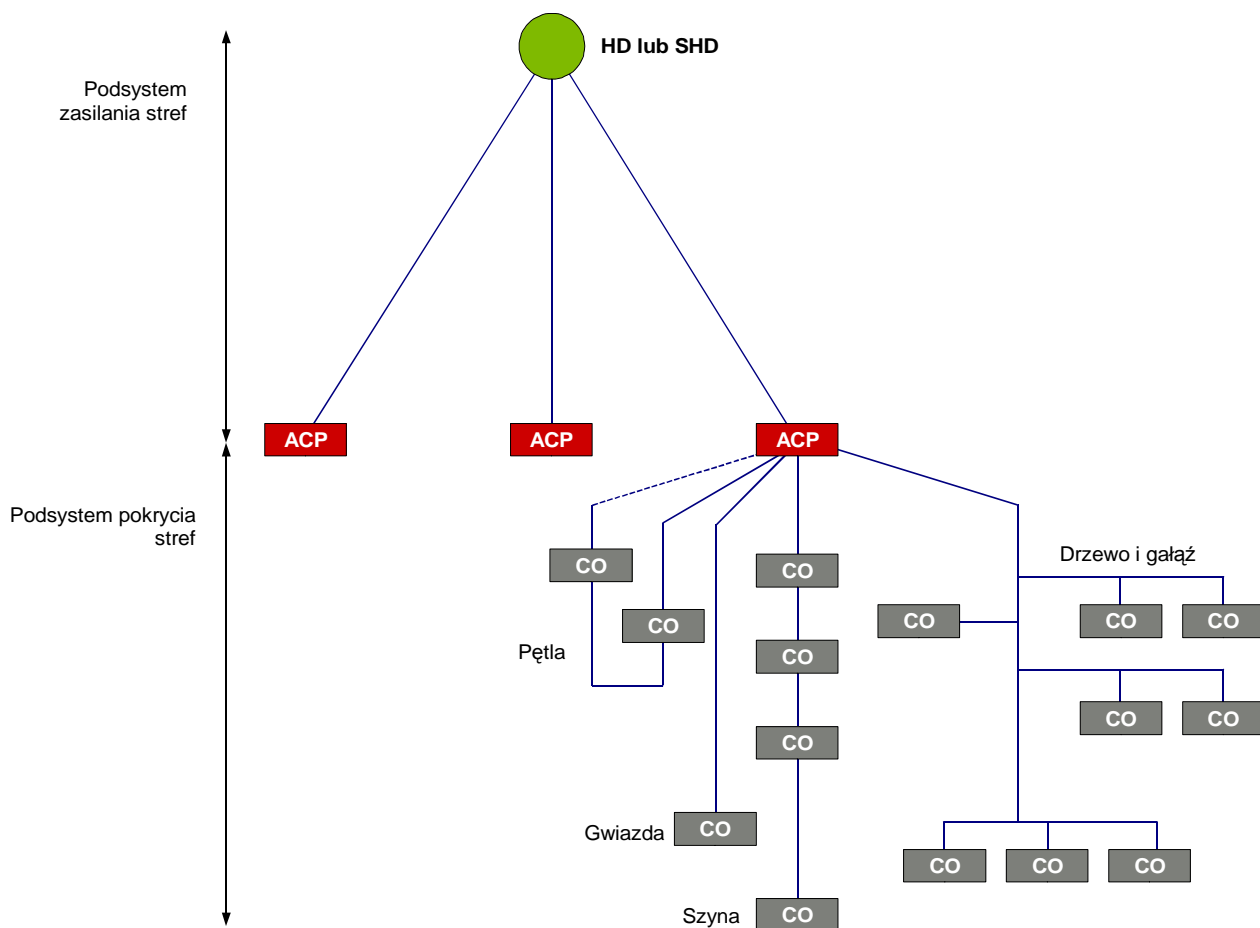 HD lub SHD
Podsystem
zasilania stref
ACP
ACP
ACP
Podsystem pokrycia
stref
Drzewo i gałąź
CO
CO
CO
CO
CO
CO
Pętla
CO
CO
CO
CO
Gwiazda
CO
CO
CO
CO
Szyna
CO